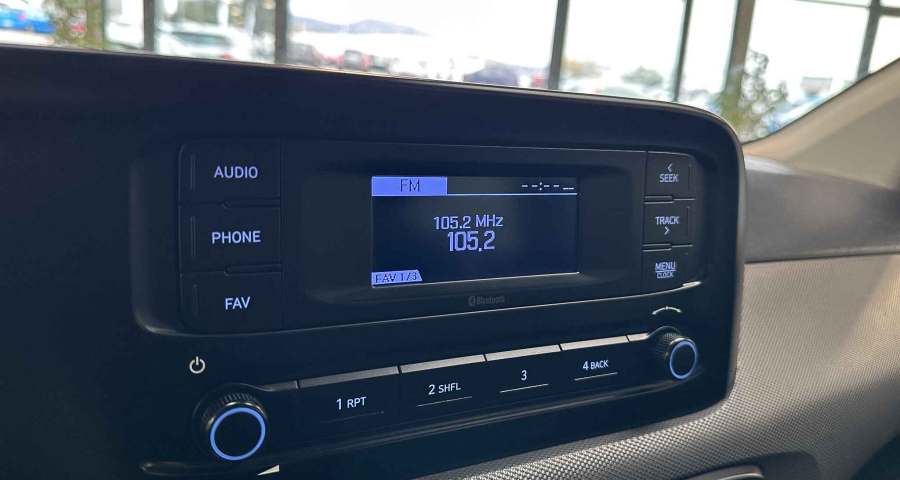 AUDIO
PHONE
FAV
FM --:-- --
105.2 MHz
105,2
FAV 1/3
Bluetooth
< SEEK
TRACK >
MENU
CLOCK
1 RPT
2 SHFL
3
4 BACK